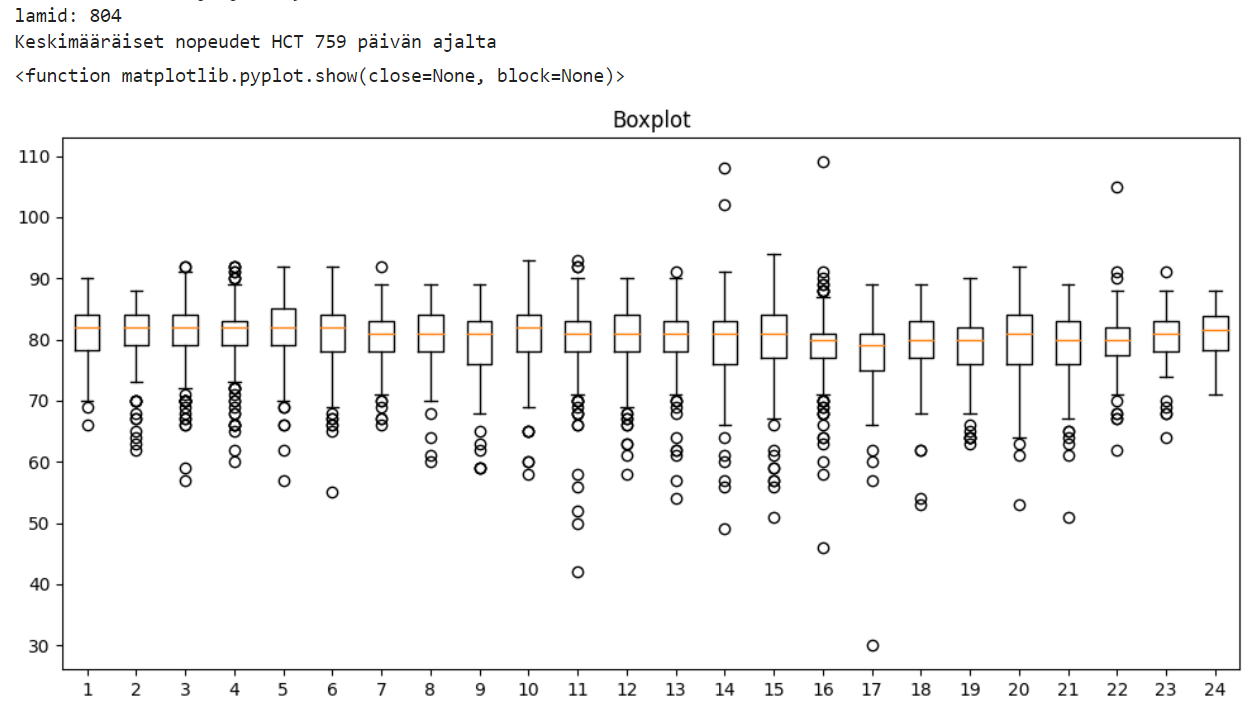 lamid: 804
Keskimääräiset nopeudet HCT 759 päivän ajalta
<function matplotlib.pyplot.show(close=None, block=None)>
Boxplot
110
100
90
80
70
60
50
40
30
1 2 3 4 5 6 7 8 9 10 11 12 13 14 15 16 17 18 19 20 21 22 23 24